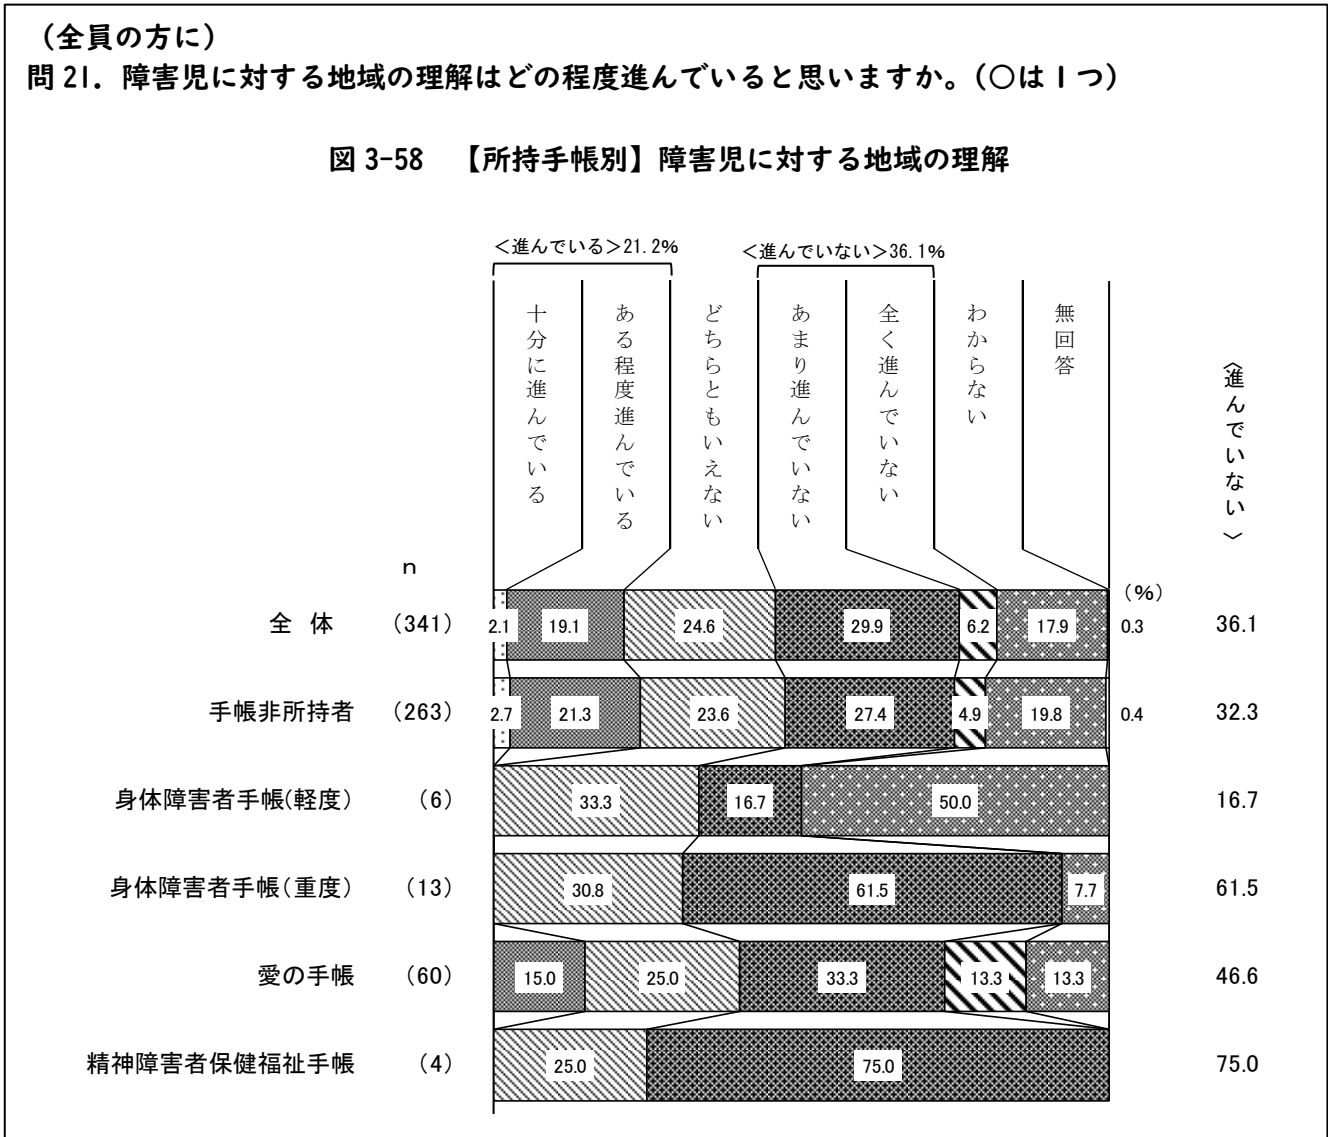 （全員の方に）
問21．障害児に対する地域の理解はどの程度進んでいると思いますか。（○は1つ）
図3-58　【所持手帳別】障害児に対する地域の理解
＜進んでいる＞21.2%
＜進んでいない＞36.1%
十分に進んでいる
ある程度進んでいる
どちらともいえない
あまり進んでいない
全く進んでいない
わからない
無回答
＜進んでいない＞
n
(%)
全 体 (341) 2.1 19.1 24.6 29.9 6.2 17.9 0.3 36.1
手帳非所持者 (263) 2.7 21.3 23.6 27.4 4.9 19.8 0.4 32.3
身体障害者手帳(軽度) (6) 33.3 16.7 50.0 16.7
身体障害者手帳(重度) (13) 30.8 61.5 7.7 61.5
愛の手帳 (60) 15.0 25.0 33.3 13.3 13.3 46.6
精神障害者保健福祉手帳 (4) 25.0 75.0 75.0